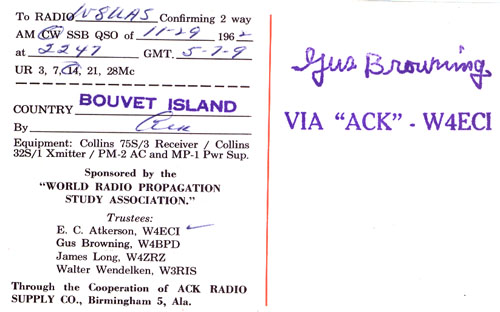 To RADIO IV8UAS Confirming 2 way
AM CW SSB QSO of 11-29 1962
at 2247 GMT. 5-7-9
UR 3, 7, 14, 21, 28Mc
COUNTRY BOUVET ISLAND
By
Equipment: Collins 75S/3 Receiver / Collins
32S/1 Xmitter / PM-2 AC and MP-1 Pwr Sup.
Sponsored by the
"WORLD RADIO PROPAGATION
STUDY ASSOCIATION."
Trustees:
E. C. Atkerson, W4ECI
Gus Browning, W4BPD
James Long, W4ZRZ
Walter Wendelken, W3RIS
Through the Cooperation of ACK RADIO
SUPPLY CO., Birmingham 5, Ala.
Gus Browning
VIA "ACK" - W4ECI